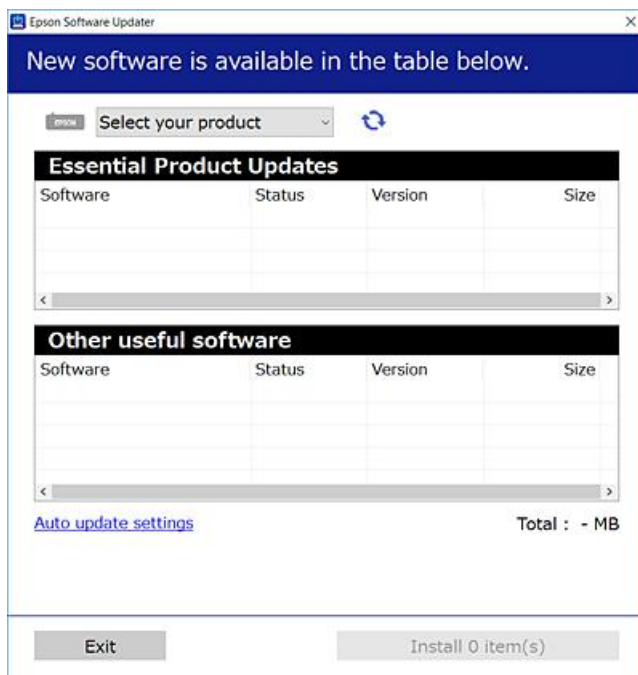 Epson Software Updater
New software is available in the table below.
EPSON Select your product
Essential Product Updates
Software Status Version Size
Other useful software
Software Status Version Size
Auto update settings Total : - MB
Exit Install 0 item(s)